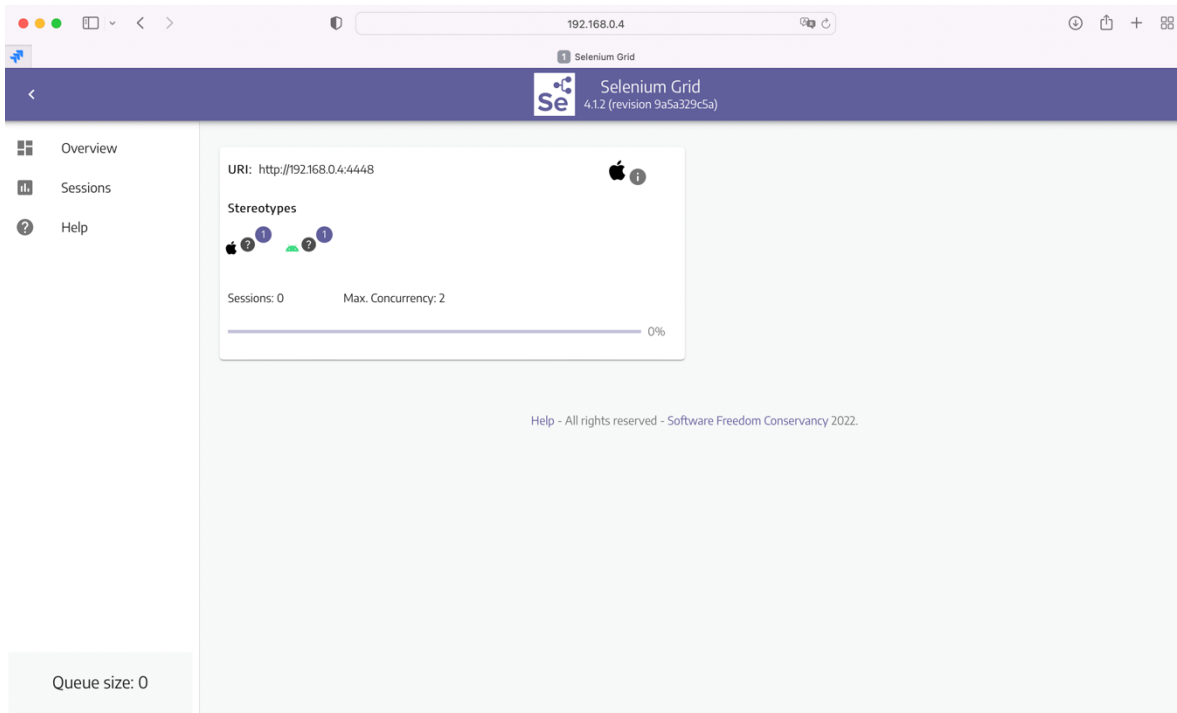 192.168.0.4
1 Selenium Grid
Se
Selenium Grid
4.1.2 (revision 9a5a329c5a)
Overview
Sessions
Help
URI: http://192.168.0.4:4448
Stereotypes
1 1
Sessions: 0 Max. Concurrency: 2
0%
Help - All rights reserved - Software Freedom Conservancy 2022.
Queue size: 0